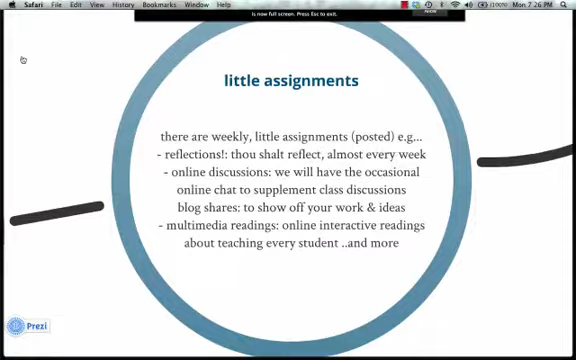 Safari File Edit View History Bookmarks Window Help
(100%) Mon 7:26 PM
is now full screen. Press Esc to exit.
Allow
little assignments
there are weekly, little assignments (posted) e.g...
- reflections!: thou shalt reflect, almost every week
- online discussions: we will have the occasional
online chat to supplement class discussions
blog shares: to show off your work & ideas
- multimedia readings: online interactive readings
about teaching every student ..and more
Prezi